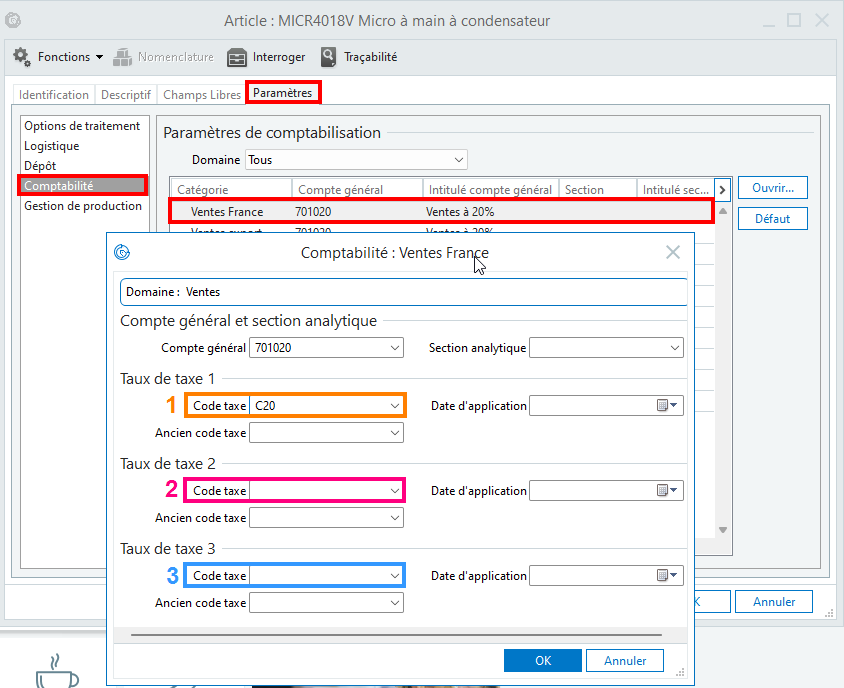 Article : MICR4018V Micro à main à condensateur
Fonctions Nomenclature Interroger Traçabilité
Identification Descriptif Champs Libres Paramètres
Options de traitement
Logistique
Dépôt
Comptabilité
Gestion de production
Paramètres de comptabilisation
Domaine Tous
Catégorie Compte général Intitulé compte général Section Intitulé sec...
Ventes France 701020 Ventes à 20%
Ventes export 701020 Ventes à 20%
Ouvrir...
Défaut
Comptabilité : Ventes France
Domaine : Ventes
Compte général et section analytique
Compte général 701020 Section analytique
Taux de taxe 1
1 Code taxe C20 Date d'application
Ancien code taxe
Taux de taxe 2
2 Code taxe Date d'application
Ancien code taxe
Taux de taxe 3
3 Code taxe Date d'application
Ancien code taxe
OK Annuler
Annuler